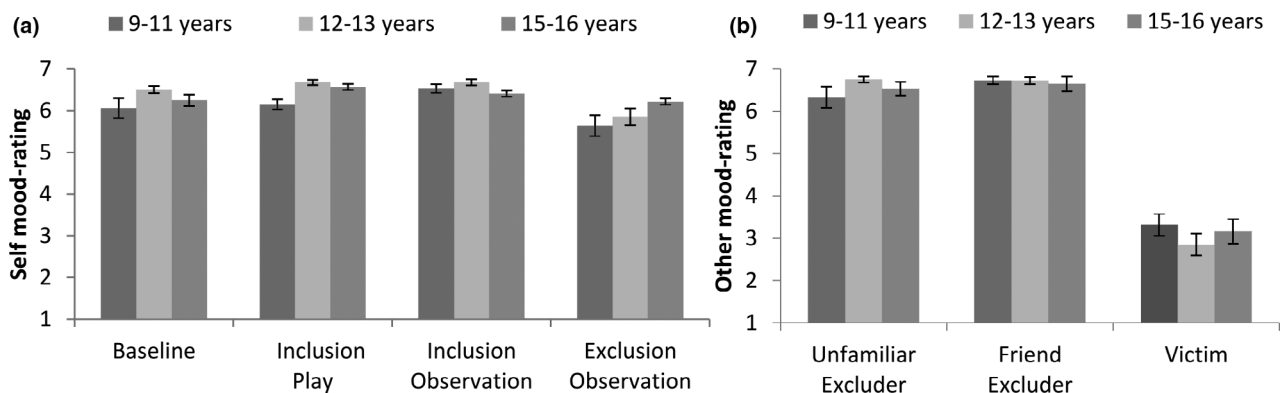 (a)
9-11 years 12-13 years 15-16 years
Self mood-rating
7
6
5
4
3
2
1
Baseline
Inclusion
Play
Inclusion
Observation
Exclusion
Observation
(b)
9-11 years 12-13 years 15-16 years
Other mood-rating
7
6
5
4
3
2
1
Unfamiliar
Excluder
Friend
Excluder
Victim